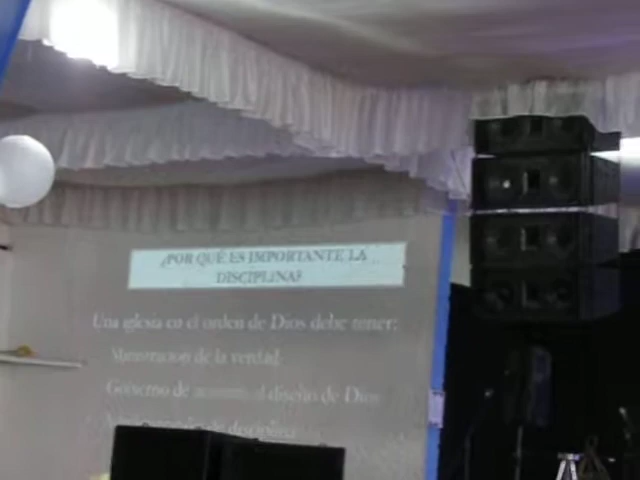 ¿POR QUÉ ES IMPORTANTE LA
DISCIPLINA?
Una iglesia en el orden de Dios debe tener:
Ministración de la verdad
Gobierno de diseño de Dios
de disciplina